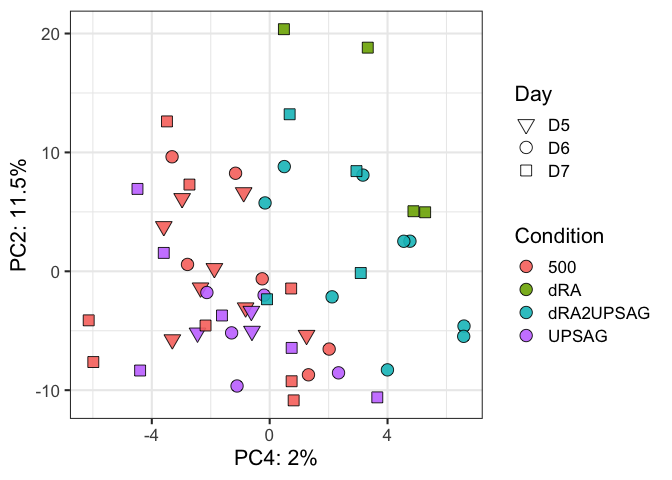 20
10
0
-10
PC2: 11.5%
-4
0
4
PC4: 2%
Day
D5
D6
D7
Condition
500
dRA
dRA2UPSAG
UPSAG